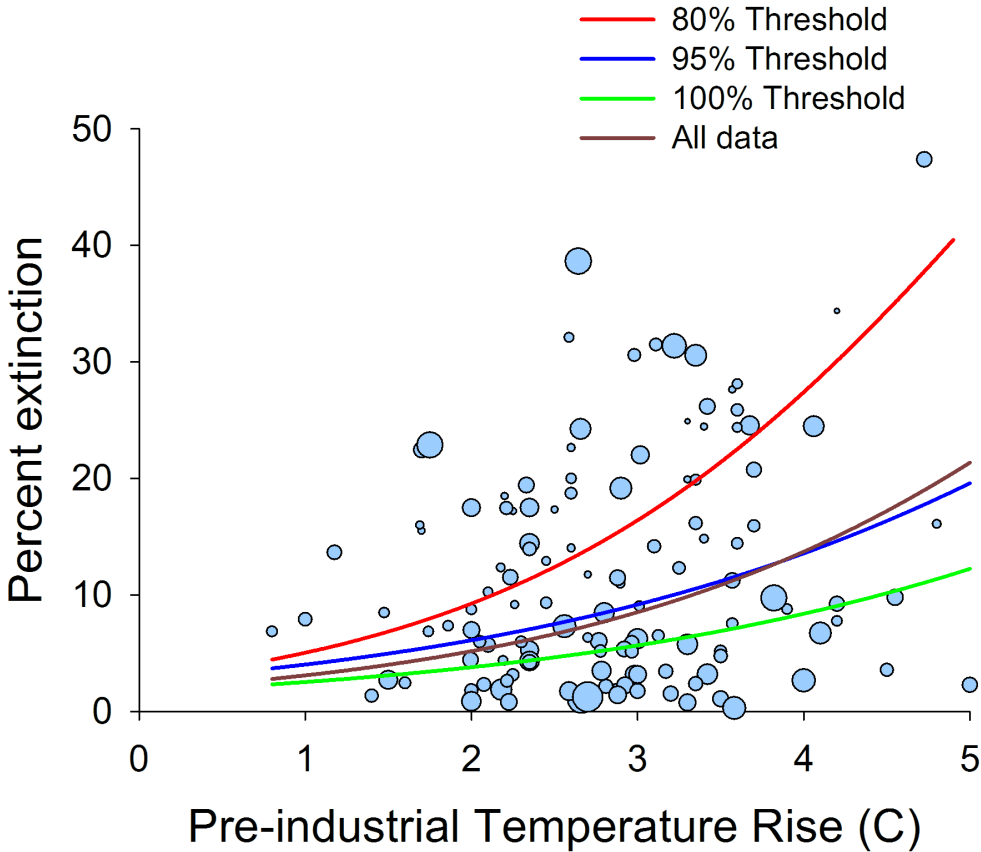 80% Threshold
95% Threshold
100% Threshold
All data
50
40
30
20
10
0
Percent extinction
0 1 2 3 4 5
Pre-industrial Temperature Rise (C)